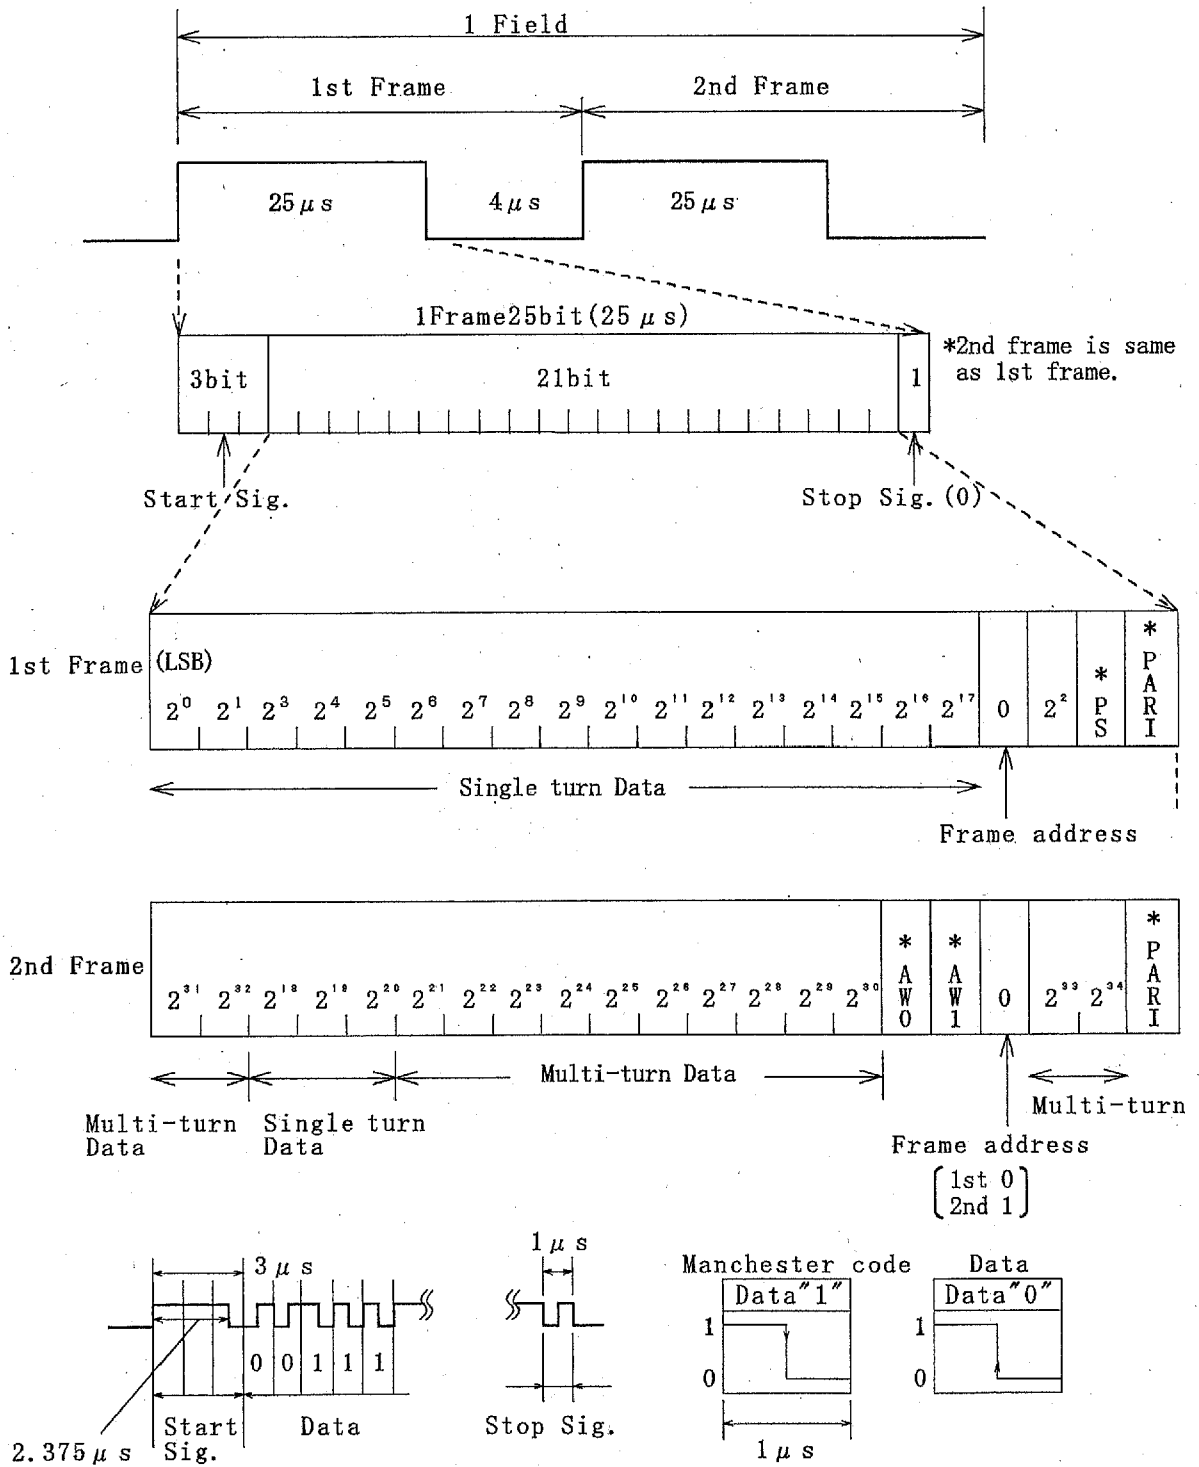 1 Field
1st Frame 2nd Frame
25μs 4μs 25μs
1Frame25bit(25μs)
*2nd frame is same
as 1st frame.
3bit 21bit 1
Start Sig. Stop Sig.(0)
1st Frame (LSB)
2⁰ 2¹ 2³ 2⁴ 2⁵ 2⁶ 2⁷ 2⁸ 2⁹ 2¹⁰ 2¹¹ 2¹² 2¹³ 2¹⁴ 2¹⁵ 2¹⁶ 2¹⁷ 0 2² *PS *PARI
Single turn Data
Frame address
2nd Frame
2³¹ 2³² 2¹⁸ 2¹⁹ 2²⁰ 2²¹ 2²² 2²³ 2²⁴ 2²⁵ 2²⁶ 2²⁷ 2²⁸ 2²⁹ 2³⁰ *AW0 *AW1 0 2³³ 2³⁴ *PARI
Multi-turn Data
Multi-turn
Data
Single turn
Data
Multi-turn
Frame address
1st 0
2nd 1
3μs
1μs
Manchester code Data
Data"1" Data"0"
1 1
0 0
0 0 1 1 1
Start
Sig.
Data
Stop Sig.
2.375μs
1μs